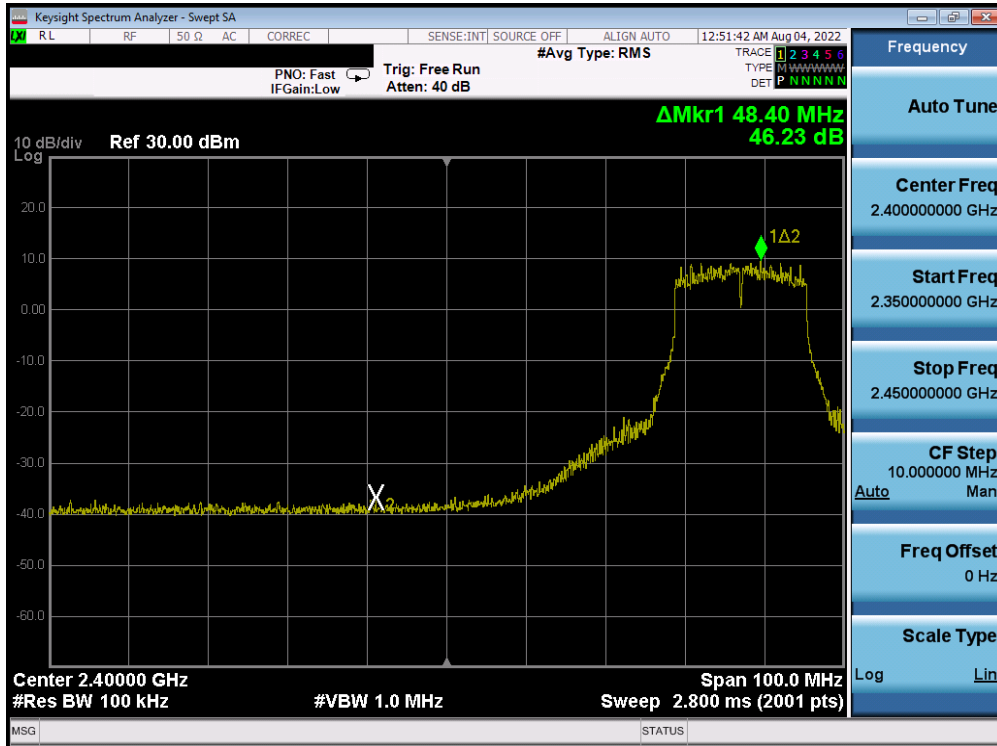 Keysight Spectrum Analyzer - Swept SA
LXI RL RF 50 Ω AC CORREC SENSE:INT SOURCE OFF ALIGN AUTO 12:51:42 AM Aug 04, 2022
#Avg Type: RMS
TRACE 1 2 3 4 5 6
PNO: Fast Trig: Free Run
TYPE M WWWWW
IFGain:Low Atten: 40 dB
DET P N N N N N
ΔMkr1 48.40 MHz
46.23 dB
10 dB/div Ref 30.00 dBm
Log
20.0
10.0
0.00
-10.0
-20.0
-30.0
-40.0
-50.0
-60.0
1Δ2
X2
Center 2.40000 GHz Span 100.0 MHz
#Res BW 100 kHz #VBW 1.0 MHz Sweep 2.800 ms (2001 pts)
MSG STATUS
Frequency
Auto Tune
Center Freq
2.400000000 GHz
Start Freq
2.350000000 GHz
Stop Freq
2.450000000 GHz
CF Step
10.000000 MHz
Auto Man
Freq Offset
0 Hz
Scale Type
Log Lin